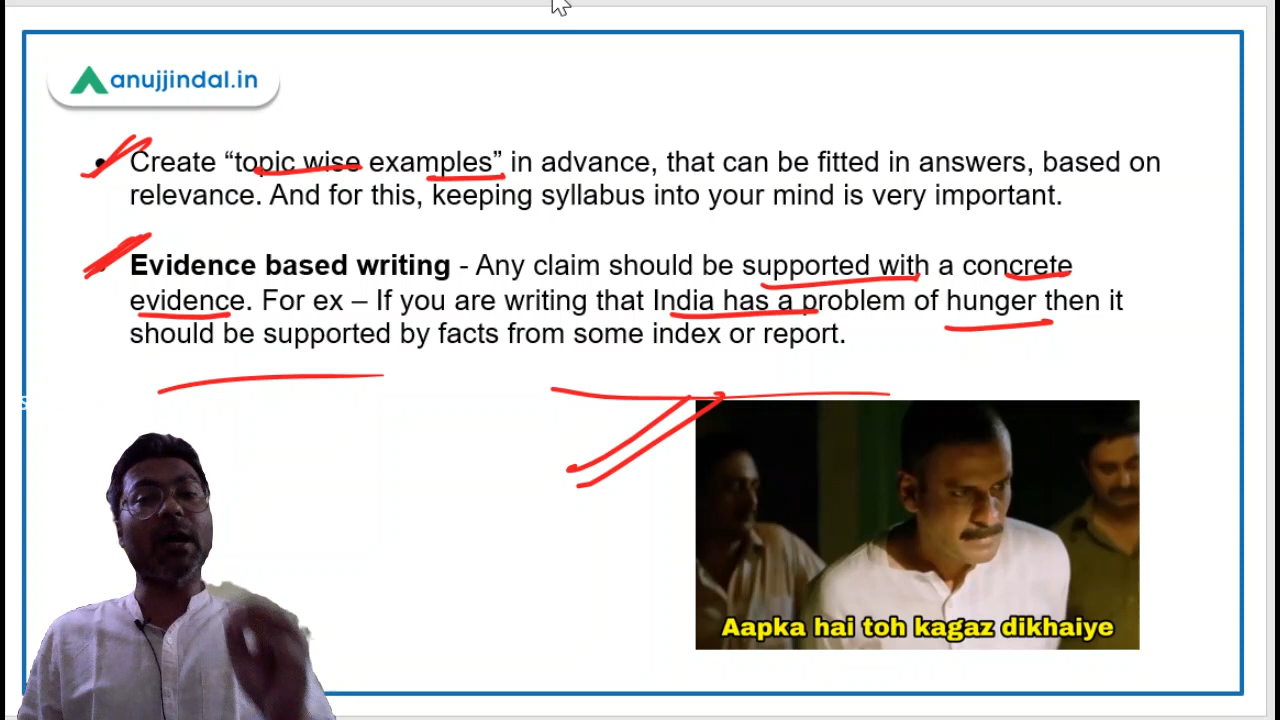 anujjindal.in
• Create “topic wise examples” in advance, that can be fitted in answers, based on
relevance. And for this, keeping syllabus into your mind is very important.
Evidence based writing - Any claim should be supported with a concrete
evidence. For ex – If you are writing that India has a problem of hunger then it
should be supported by facts from some index or report.
Aapka hai toh kagaz dikhaiye